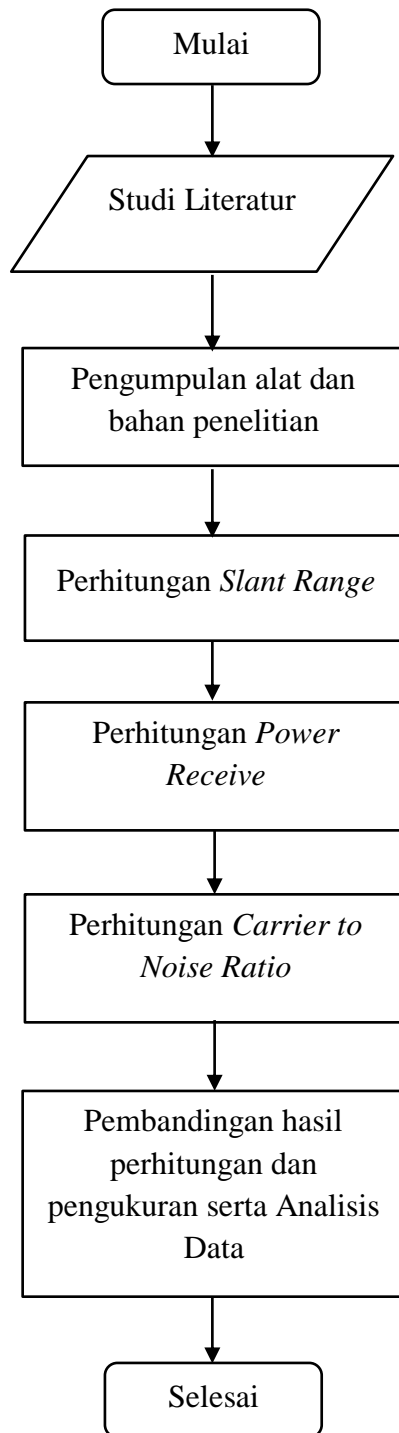 Mulai
Studi Literatur
Pengumpulan alat dan
bahan penelitian
Perhitungan Slant Range
Perhitungan Power
Receive
Perhitungan Carrier to
Noise Ratio
Pembandingan hasil
perhitungan dan
pengukuran serta Analisis
Data
Selesai